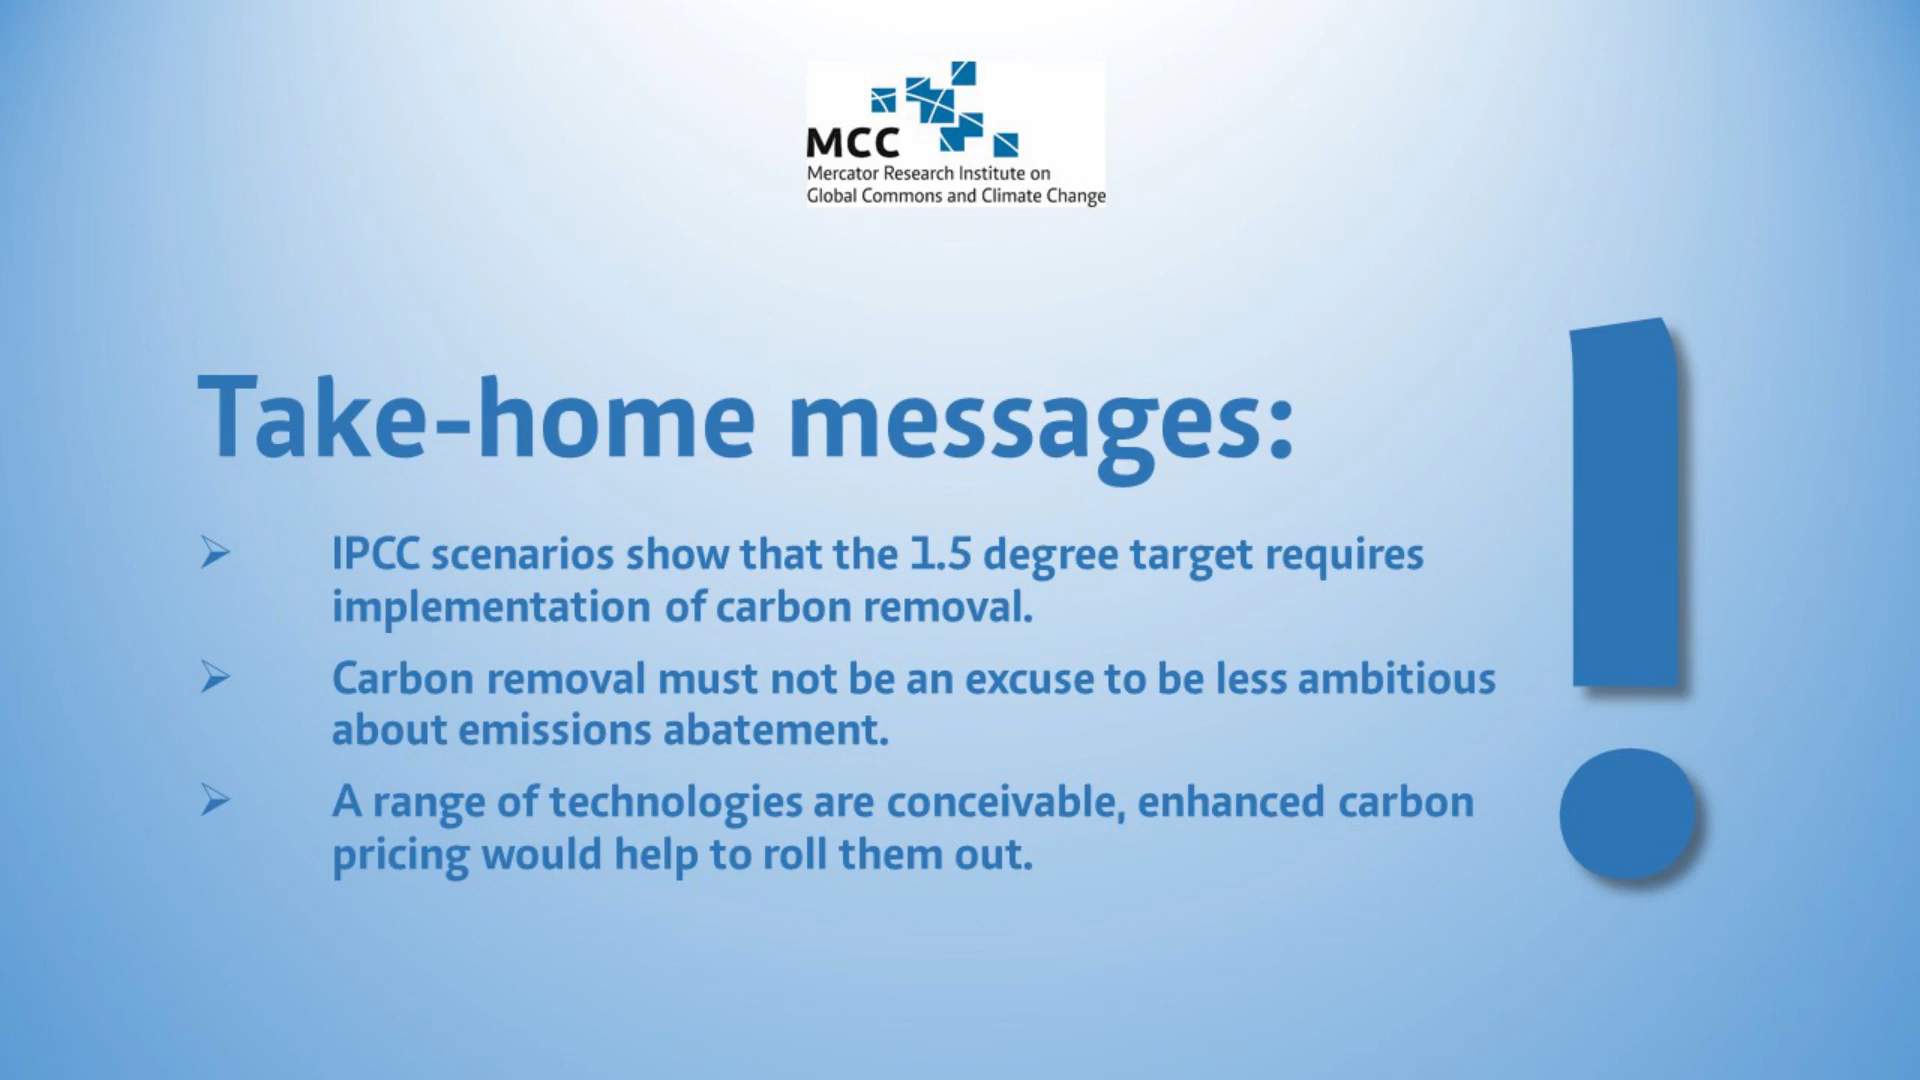 MCC
Mercator Research Institute on
Global Commons and Climate Change
Take-home messages:
IPCC scenarios show that the 1.5 degree target requires
implementation of carbon removal.
Carbon removal must not be an excuse to be less ambitious
about emissions abatement.
A range of technologies are conceivable, enhanced carbon
pricing would help to roll them out.
!